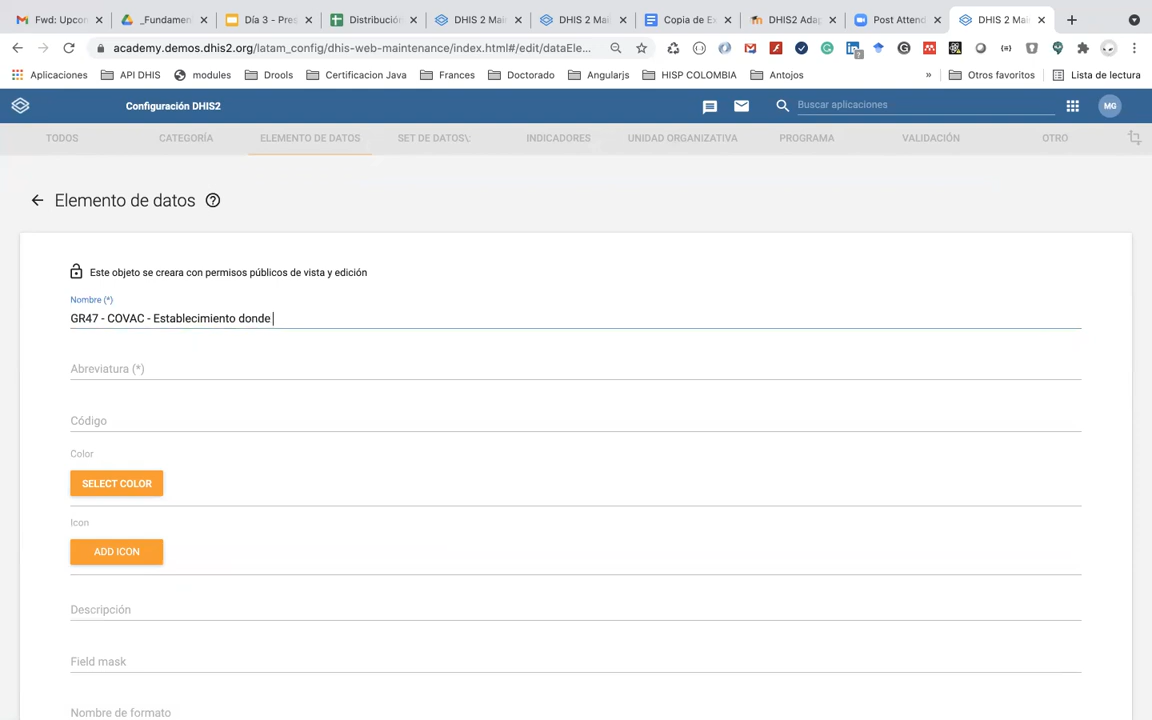 Fwd: Upcon
_Fundamen
Día 3 - Pres
Distribución
DHIS 2 Mai
DHIS 2 Mai
Copia de Ex
DHIS2 Adap
Post Attend
DHIS 2 Mai
academy.demos.dhis2.org/latam_config/dhis-web-maintenance/index.html#/edit/dataEle...
Aplicaciones API DHIS modules Drools Certificacion Java Frances Doctorado Angularjs HISP COLOMBIA Antojos » Otros favoritos Lista de lectura
Configuración DHIS2 Buscar aplicaciones MG
TODOS CATEGORÍA ELEMENTO DE DATOS SET DE DATOS\: INDICADORES UNIDAD ORGANIZATIVA PROGRAMA VALIDACIÓN OTRO
Elemento de datos
Este objeto se creara con permisos públicos de vista y edición
Nombre (*)
GR47 - COVAC - Establecimiento donde
Abreviatura (*)
Código
Color
SELECT COLOR
Icon
ADD ICON
Descripción
Field mask
Nombre de formato